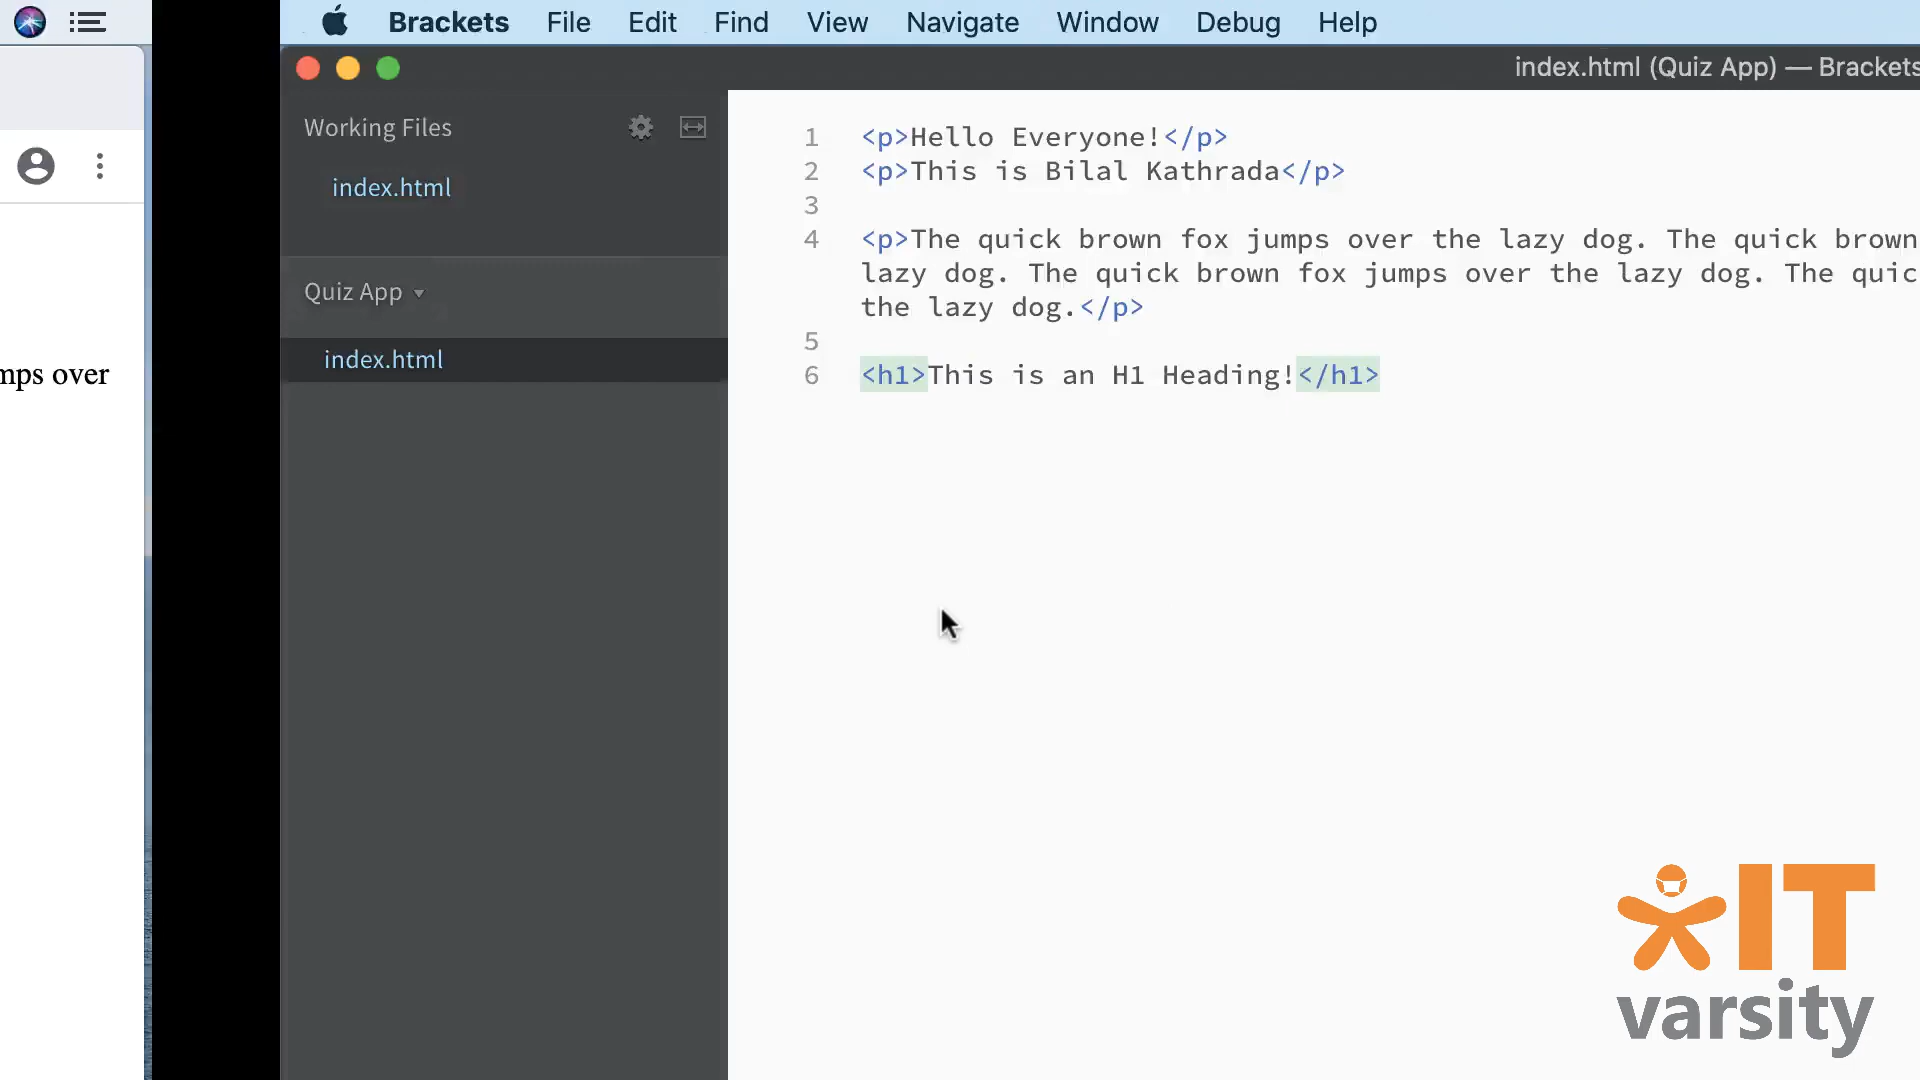 Brackets File Edit Find View Navigate Window Debug Help
index.html (Quiz App) — Brackets
Working Files
index.html
Quiz App
index.html
mps over
1 <p>Hello Everyone!</p>
2 <p>This is Bilal Kathrada</p>
3
4 <p>The quick brown fox jumps over the lazy dog. The quick brown
lazy dog. The quick brown fox jumps over the lazy dog. The quic
the lazy dog.</p>
5
6 <h1>This is an H1 Heading!</h1>
IT
varsity